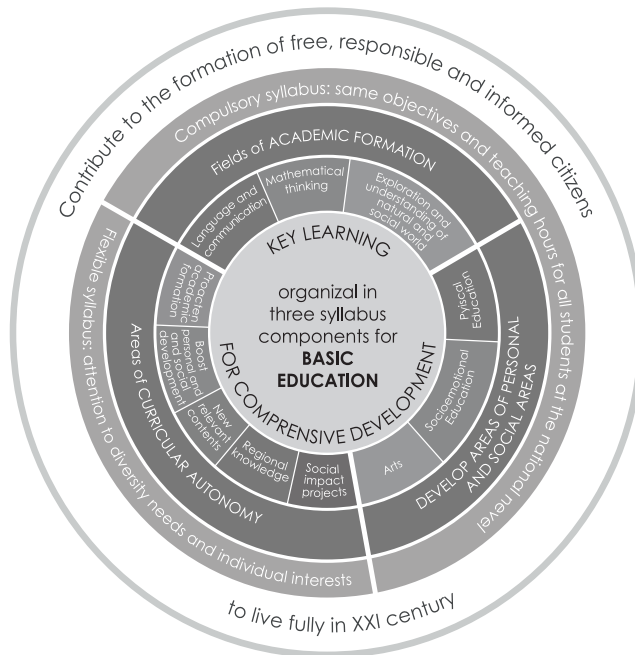 Contribute to the formation of free, responsible and informed citizens
Compulsory syllabus: same objectives and teaching hours for all students at the national nevel
Fields of ACADEMIC FORMATION
Language and
communication
Mathematical
thinking
Exploration and
understanding of
natural and
social world
KEY LEARNING
organizal in
three syllabus
components for
BASIC
EDUCATION
FOR COMPRENSIVE DEVELOPMENT
Pyisical
Education
Socioemotional
Education
Arts
DEVELOP AREAS OF PERSONAL
AND SOCIAL AREAS
Proacren
academic
formation
Boost
personal and
and social
development
New
relevant
contents
Regional
knowledge
Social
impact
projects
Areas of CURRICULAR AUTONOMY
Flexible syllabus: attention to diversity needs and individual interests
to live fully in XXI century